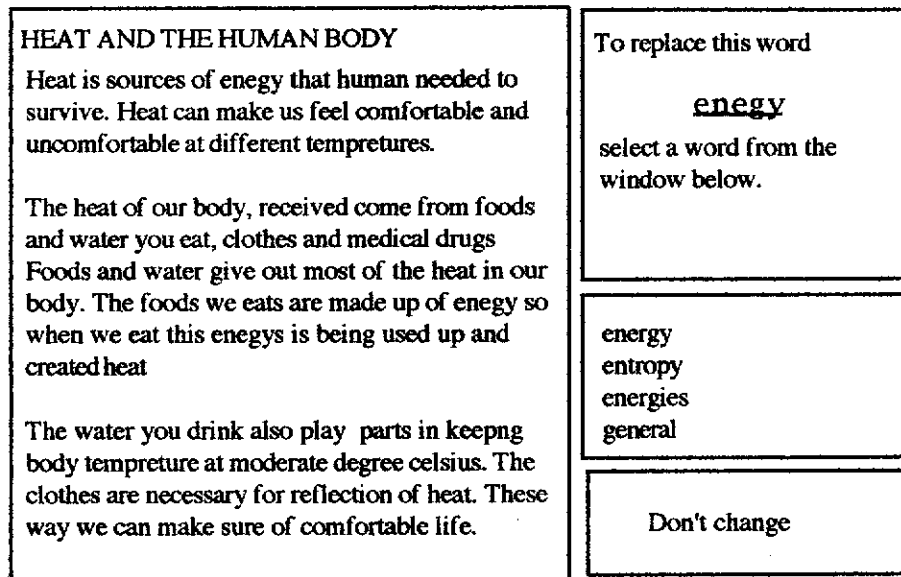 HEAT AND THE HUMAN BODY
Heat is sources of enegy that human needed to
survive. Heat can make us feel comfortable and
uncomfortable at different tempretures.
The heat of our body, received come from foods
and water you eat, clothes and medical drugs
Foods and water give out most of the heat in our
body. The foods we eats are made up of enegy so
when we eat this enegys is being used up and
created heat
The water you drink also play parts in keepng
body tempreture at moderate degree celsius. The
clothes are necessary for reflection of heat. These
way we can make sure of comfortable life.
To replace this word
enegy
select a word from the
window below.
energy
entropy
energies
general
Don't change